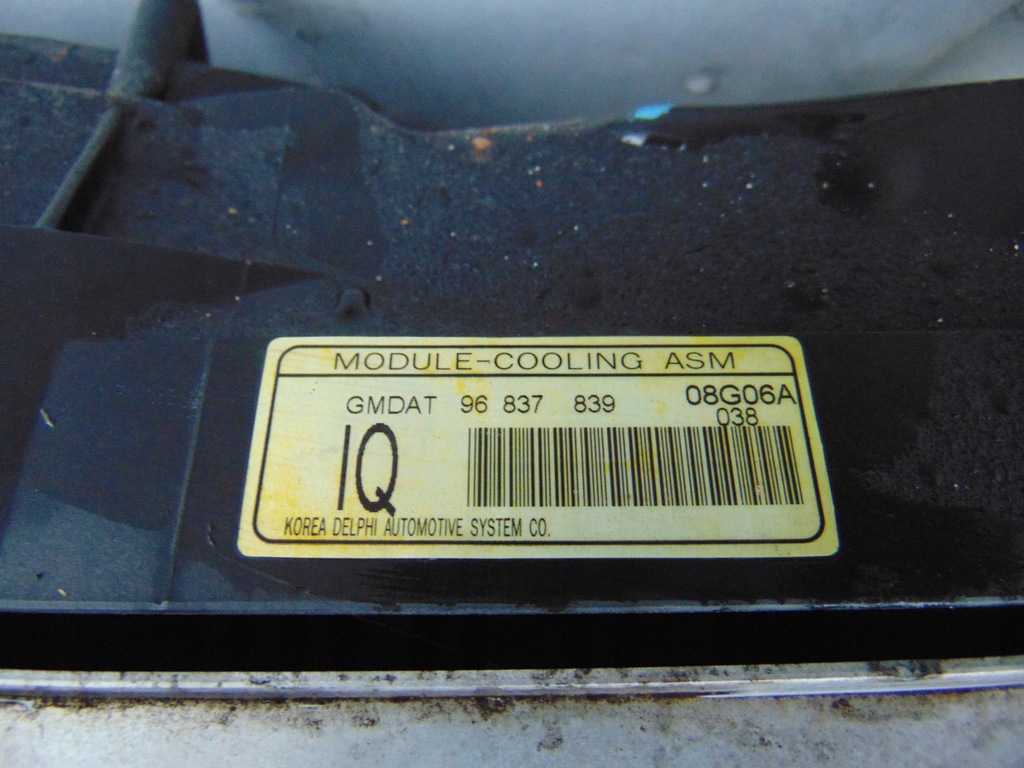 MODULE-COOLING ASM
GMDAT 96 837 839 08G06A
038
IQ
KOREA DELPHI AUTOMOTIVE SYSTEM CO.